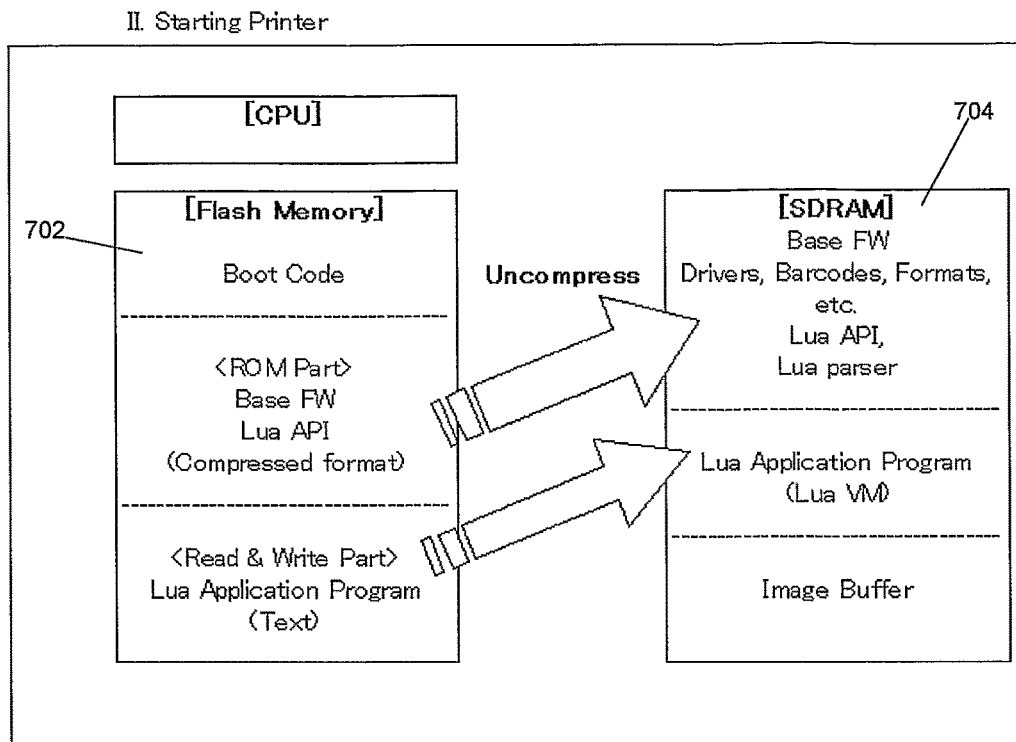 II. Starting Printer
[CPU]
704
[Flash Memory]
702
Boot Code
<ROM Part>
Base FW
Lua API
(Compressed format)
<Read & Write Part>
Lua Application Program
(Text)
Uncompress
[SDRAM]
Base FW
Drivers, Barcodes, Formats,
etc.
Lua API,
Lua parser
Lua Application Program
(Lua VM)
Image Buffer